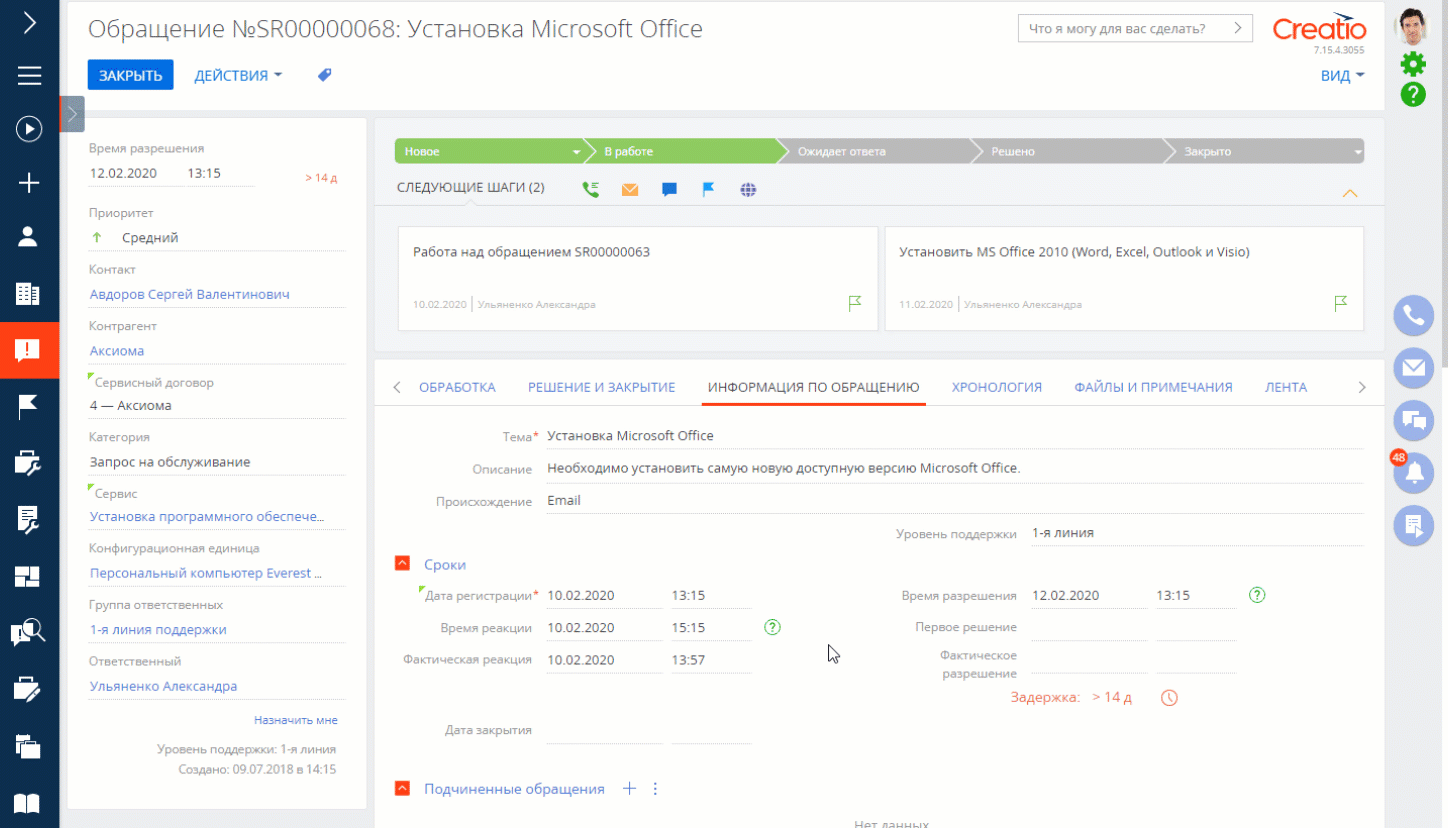 Обращение №SR00000068: Установка Microsoft Office
Что я могу для вас сделать?
Creatio
7.15.4.3055
ЗАКРЫТЬ
ДЕЙСТВИЯ
ВИД
Время разрешения
12.02.2020 13:15
> 14 д
Приоритет
Средний
Контакт
Авдоров Сергей Валентинович
Контрагент
Аксиома
Сервисный договор
4 — Аксиома
Категория
Запрос на обслуживание
Сервис
Установка программного обеспече...
Конфигурационная единица
Персональный компьютер Everest ...
Группа ответственных
1-я линия поддержки
Ответственный
Ульяненко Александра
Назначить мне
Уровень поддержки: 1-я линия
Создано: 09.07.2018 в 14:15
Новое
В работе
Ожидает ответа
Решено
Закрыто
СЛЕДУЮЩИЕ ШАГИ (2)
Работа над обращением SR00000063
10.02.2020 Ульяненко Александра
Установить MS Office 2010 (Word, Excel, Outlook и Visio)
11.02.2020 Ульяненко Александра
ОБРАБОТКА
РЕШЕНИЕ И ЗАКРЫТИЕ
ИНФОРМАЦИЯ ПО ОБРАЩЕНИЮ
ХРОНОЛОГИЯ
ФАЙЛЫ И ПРИМЕЧАНИЯ
ЛЕНТА
Тема* Установка Microsoft Office
Описание Необходимо установить самую новую доступную версию Microsoft Office.
Происхождение Email
Уровень поддержки 1-я линия
Сроки
Дата регистрации* 10.02.2020 13:15
Время разрешения 12.02.2020 13:15
Время реакции 10.02.2020 15:15
Первое решение
Фактическая реакция 10.02.2020 13:57
Фактическое
разрешение
Задержка: > 14 д
Дата закрытия
Подчиненные обращения
Нет данных
48